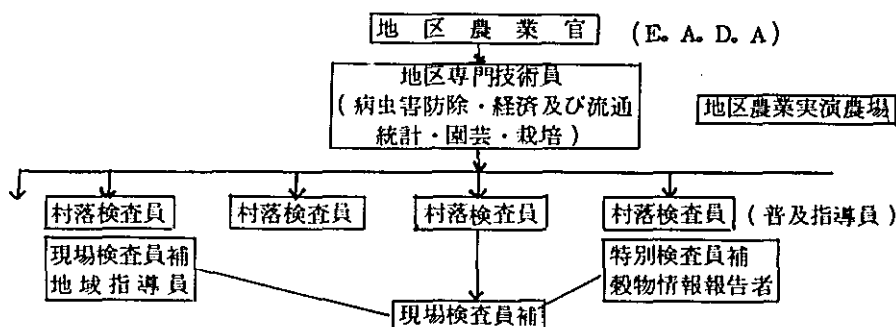 地区農業官 (E. A. D. A)
地区専門技術員
(病虫害防除・経済及び流通
統計・園芸・栽培)
地区農業実演農場
村落検査員 村落検査員 村落検査員 村落検査員 (普及指導員)
現場検査員補
地域指導員
特別検査員補
穀物情報報告者
現場検査員補